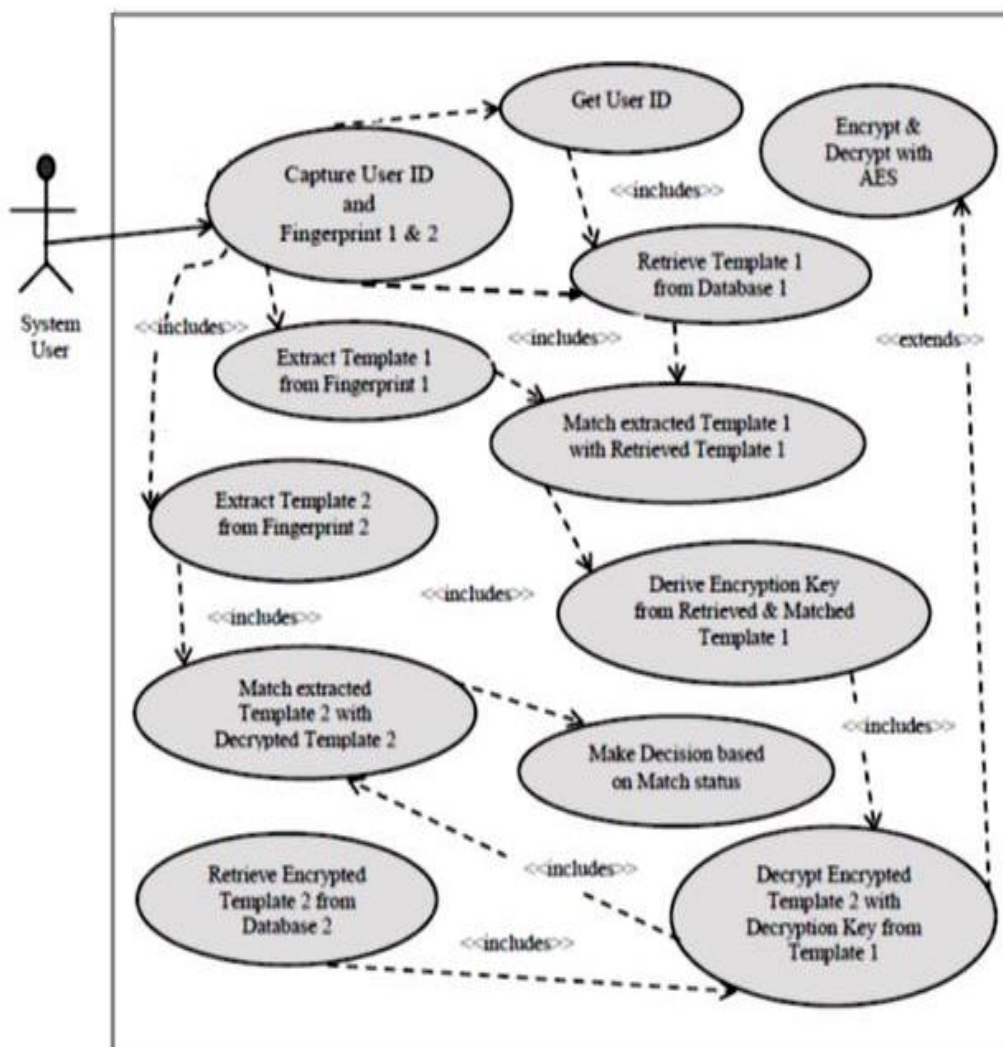 Get User ID
Encrypt &
Decrypt with
AES
Capture User ID
and
Fingerprint 1 & 2
<<includes>>
Retrieve Template 1
from Database 1
System
User
<<includes>>
<<includes>>
<<extends>>
Extract Template 1
from Fingerprint 1
Match extracted Template 1
with Retrieved Template 1
Extract Template 2
from Fingerprint 2
<<includes>>
Derive Encryption Key
from Retrieved & Matched
Template 1
<<includes>>
Match extracted
Template 2 with
Decrypted Template 2
<<includes>>
Make Decision based
on Match status
Retrieve Encrypted
Template 2 from
Database 2
<<includes>>
Decrypt Encrypted
Template 2 with
Decryption Key from
Template 1
<<includes>>